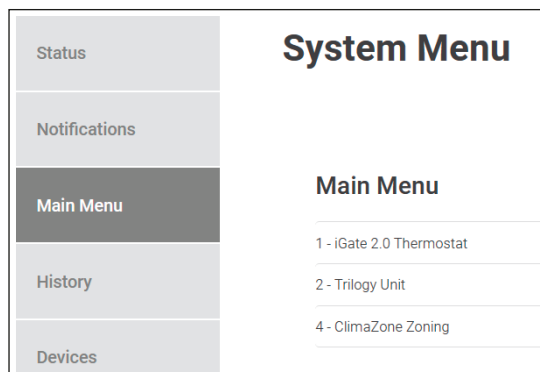 Status
Notifications
Main Menu
History
Devices
System Menu
Main Menu
1 - iGate 2.0 Thermostat
2 - Trilogy Unit
4 - ClimaZone Zoning